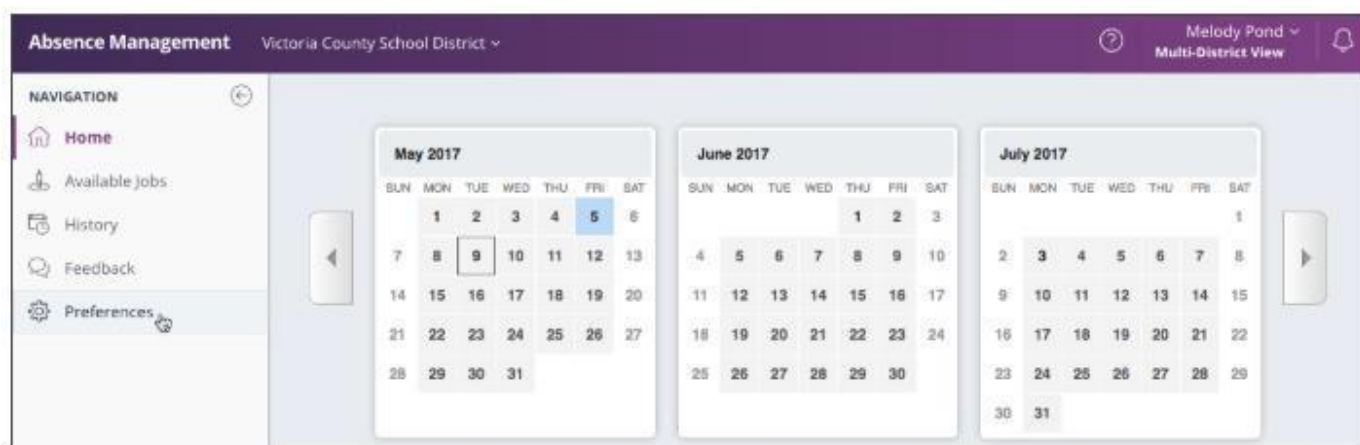 Absence Management Victoria County School District
Melody Pond
Multi-District View
NAVIGATION
Home
Available Jobs
History
Feedback
Preferences
May 2017
SUN MON TUE WED THU FRI SAT
1 2 3 4 5 6
7 8 9 10 11 12 13
14 15 16 17 18 19 20
21 22 23 24 25 26 27
28 29 30 31
June 2017
SUN MON TUE WED THU FRI SAT
1 2 3
4 5 6 7 8 9 10
11 12 13 14 15 16 17
18 19 20 21 22 23 24
25 26 27 28 29 30
July 2017
SUN MON TUE WED THU FRI SAT
1
2 3 4 5 6 7 8
9 10 11 12 13 14 15
16 17 18 19 20 21 22
23 24 25 26 27 28 29
30 31